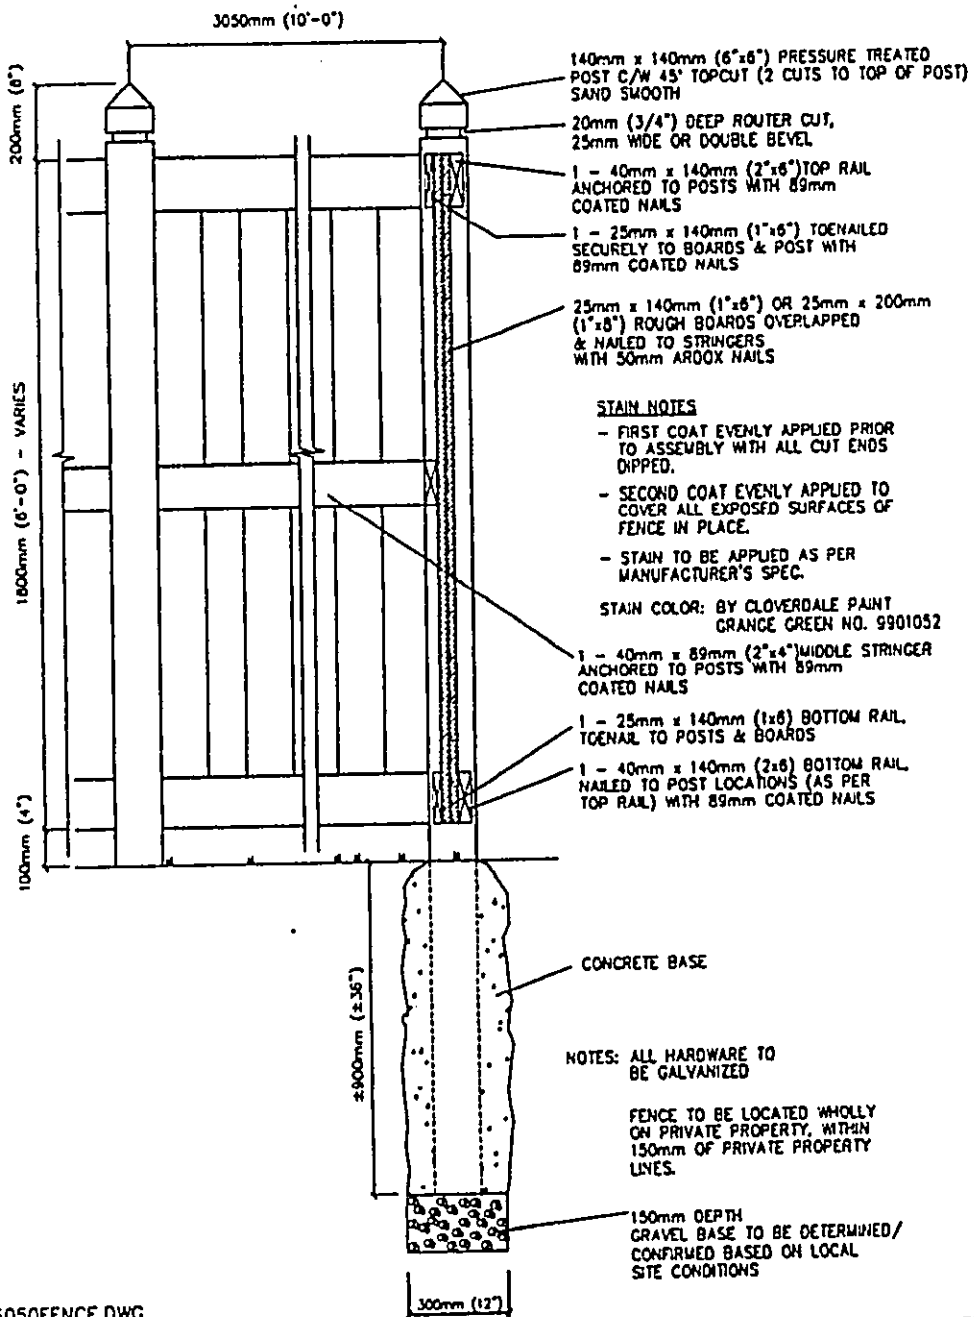 3050mm (10'-0")
140mm x 140mm (6"x6") PRESSURE TREATED
POST C/W 45° TOPCUT (2 CUTS TO TOP OF POST)
SAND SMOOTH
200mm (8")
20mm (3/4") DEEP ROUTER CUT,
25mm WIDE OR DOUBLE BEVEL
1 - 40mm x 140mm (2"x6")TOP RAIL
ANCHORED TO POSTS WITH 89mm
COATED NAILS
1 - 25mm x 140mm (1"x6") TOENAILED
SECURELY TO BOARDS & POST WITH
89mm COATED NAILS
25mm x 140mm (1"x6") OR 25mm x 200mm
(1"x8") ROUGH BOARDS OVERLAPPED
& NAILED TO STRINGERS
WITH 50mm ARDOX NAILS
1800mm (6'-0") - VARIES
STAIN NOTES
- FIRST COAT EVENLY APPLIED PRIOR
TO ASSEMBLY WITH ALL CUT ENDS
DIPPED.
- SECOND COAT EVENLY APPLIED TO
COVER ALL EXPOSED SURFACES OF
FENCE IN PLACE.
- STAIN TO BE APPLIED AS PER
MANUFACTURER'S SPEC.
STAIN COLOR: BY CLOVERDALE PAINT
GRANGE GREEN NO. 9901052
1 - 40mm x 89mm (2"x4")MIDDLE STRINGER
ANCHORED TO POSTS WITH 89mm
COATED NAILS
1 - 25mm x 140mm (1x6) BOTTOM RAIL,
TOENAIL TO POSTS & BOARDS
1 - 40mm x 140mm (2x6) BOTTOM RAIL,
NAILED TO POST LOCATIONS (AS PER
TOP RAIL) WITH 89mm COATED NAILS
100mm (4")
CONCRETE BASE
±900mm (±36")
NOTES: ALL HARDWARE TO
BE GALVANIZED
FENCE TO BE LOCATED WHOLLY
ON PRIVATE PROPERTY, WITHIN
150mm OF PRIVATE PROPERTY
LINES.
150mm DEPTH
GRAVEL BASE TO BE DETERMINED/
CONFIRMED BASED ON LOCAL
SITE CONDITIONS
300mm (12")